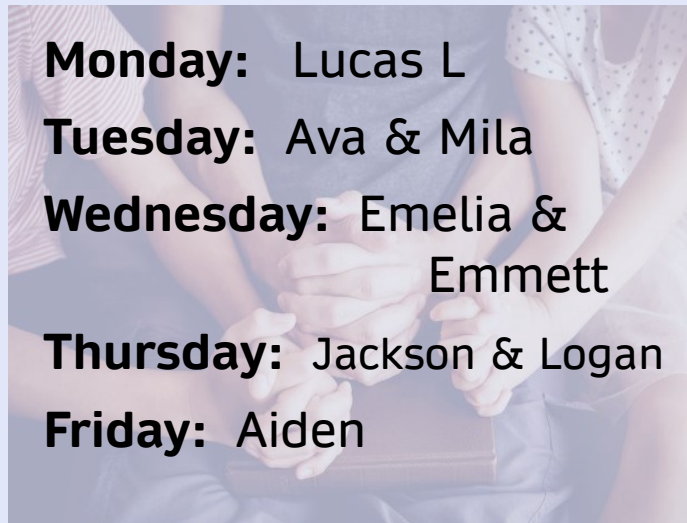 Monday: Lucas L
Tuesday: Ava & Mila
Wednesday: Emelia &
Emmett
Thursday: Jackson & Logan
Friday: Aiden